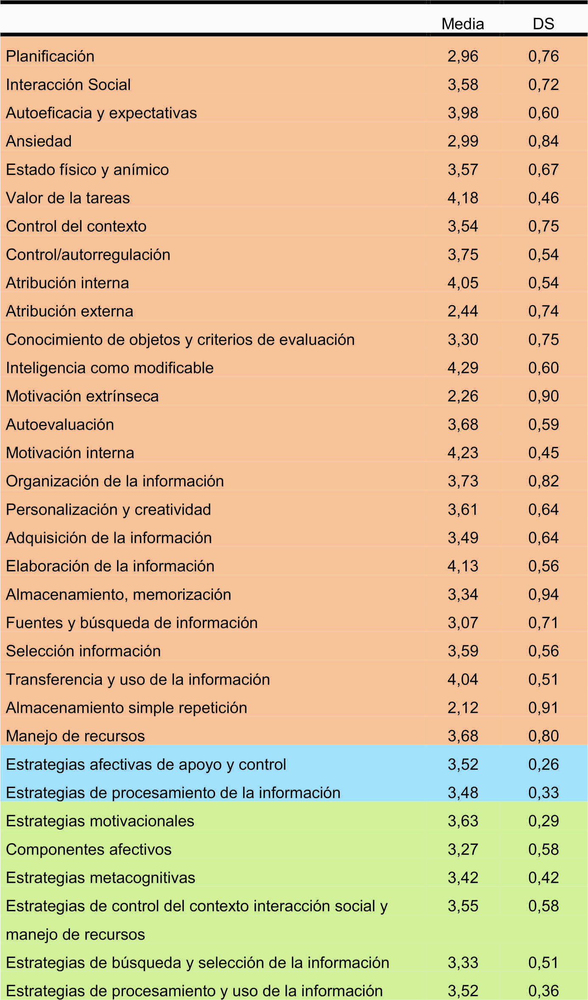 Media DS
Planificación 2,96 0,76
Interacción Social 3,58 0,72
Autoeficacia y expectativas 3,98 0,60
Ansiedad 2,99 0,84
Estado físico y anímico 3,57 0,67
Valor de la tareas 4,18 0,46
Control del contexto 3,54 0,75
Control/autorregulación 3,75 0,54
Atribución interna 4,05 0,54
Atribución externa 2,44 0,74
Conocimiento de objetos y criterios de evaluación 3,30 0,75
Inteligencia como modificable 4,29 0,60
Motivación extrínseca 2,26 0,90
Autoevaluación 3,68 0,59
Motivación interna 4,23 0,45
Organización de la información 3,73 0,82
Personalización y creatividad 3,61 0,64
Adquisición de la información 3,49 0,64
Elaboración de la información 4,13 0,56
Almacenamiento, memorización 3,34 0,94
Fuentes y búsqueda de información 3,07 0,71
Selección información 3,59 0,56
Transferencia y uso de la información 4,04 0,51
Almacenamiento simple repetición 2,12 0,91
Manejo de recursos 3,68 0,80
Estrategias afectivas de apoyo y control 3,52 0,26
Estrategias de procesamiento de la información 3,48 0,33
Estrategias motivacionales 3,63 0,29
Componentes afectivos 3,27 0,58
Estrategias metacognitivas 3,42 0,42
Estrategias de control del contexto interacción social y 3,55 0,58
manejo de recursos
Estrategias de búsqueda y selección de la información 3,33 0,51
Estrategias de procesamiento y uso de la información 3,52 0,36